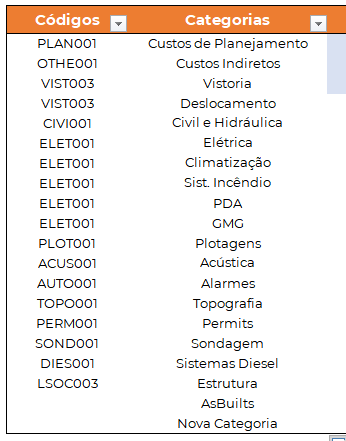 Códigos Categorias
PLAN001 Custos de Planejamento
OTHE001 Custos Indiretos
VIST003 Vistoria
VIST003 Deslocamento
CIVI001 Civil e Hidráulica
ELET001 Elétrica
ELET001 Climatização
ELET001 Sist. Incêndio
ELET001 PDA
ELET001 GMG
PLOT001 Plotagens
ACUS001 Acústica
AUTO001 Alarmes
TOPO001 Topografia
PERM001 Permits
SOND001 Sondagem
DIES001 Sistemas Diesel
LSOC003 Estrutura
AsBuilts
Nova Categoria